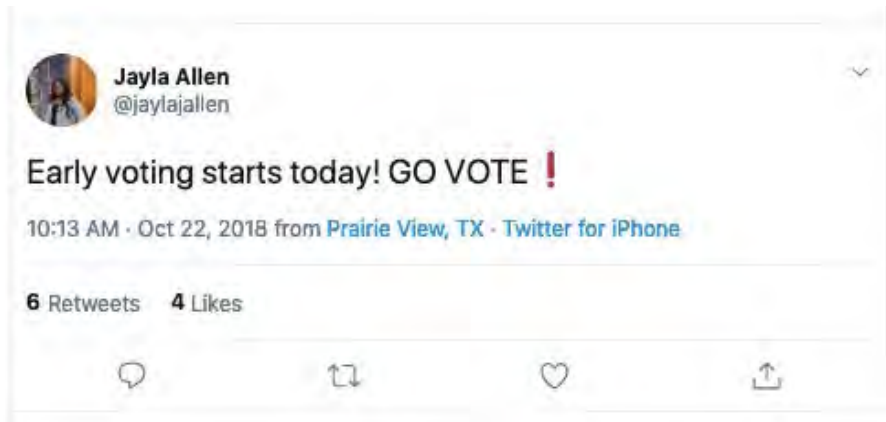 Jayla Allen
@jaylajallen
Early voting starts today! GO VOTE❗
10:13 AM · Oct 22, 2018 from Prairie View, TX · Twitter for iPhone
6 Retweets 4 Likes